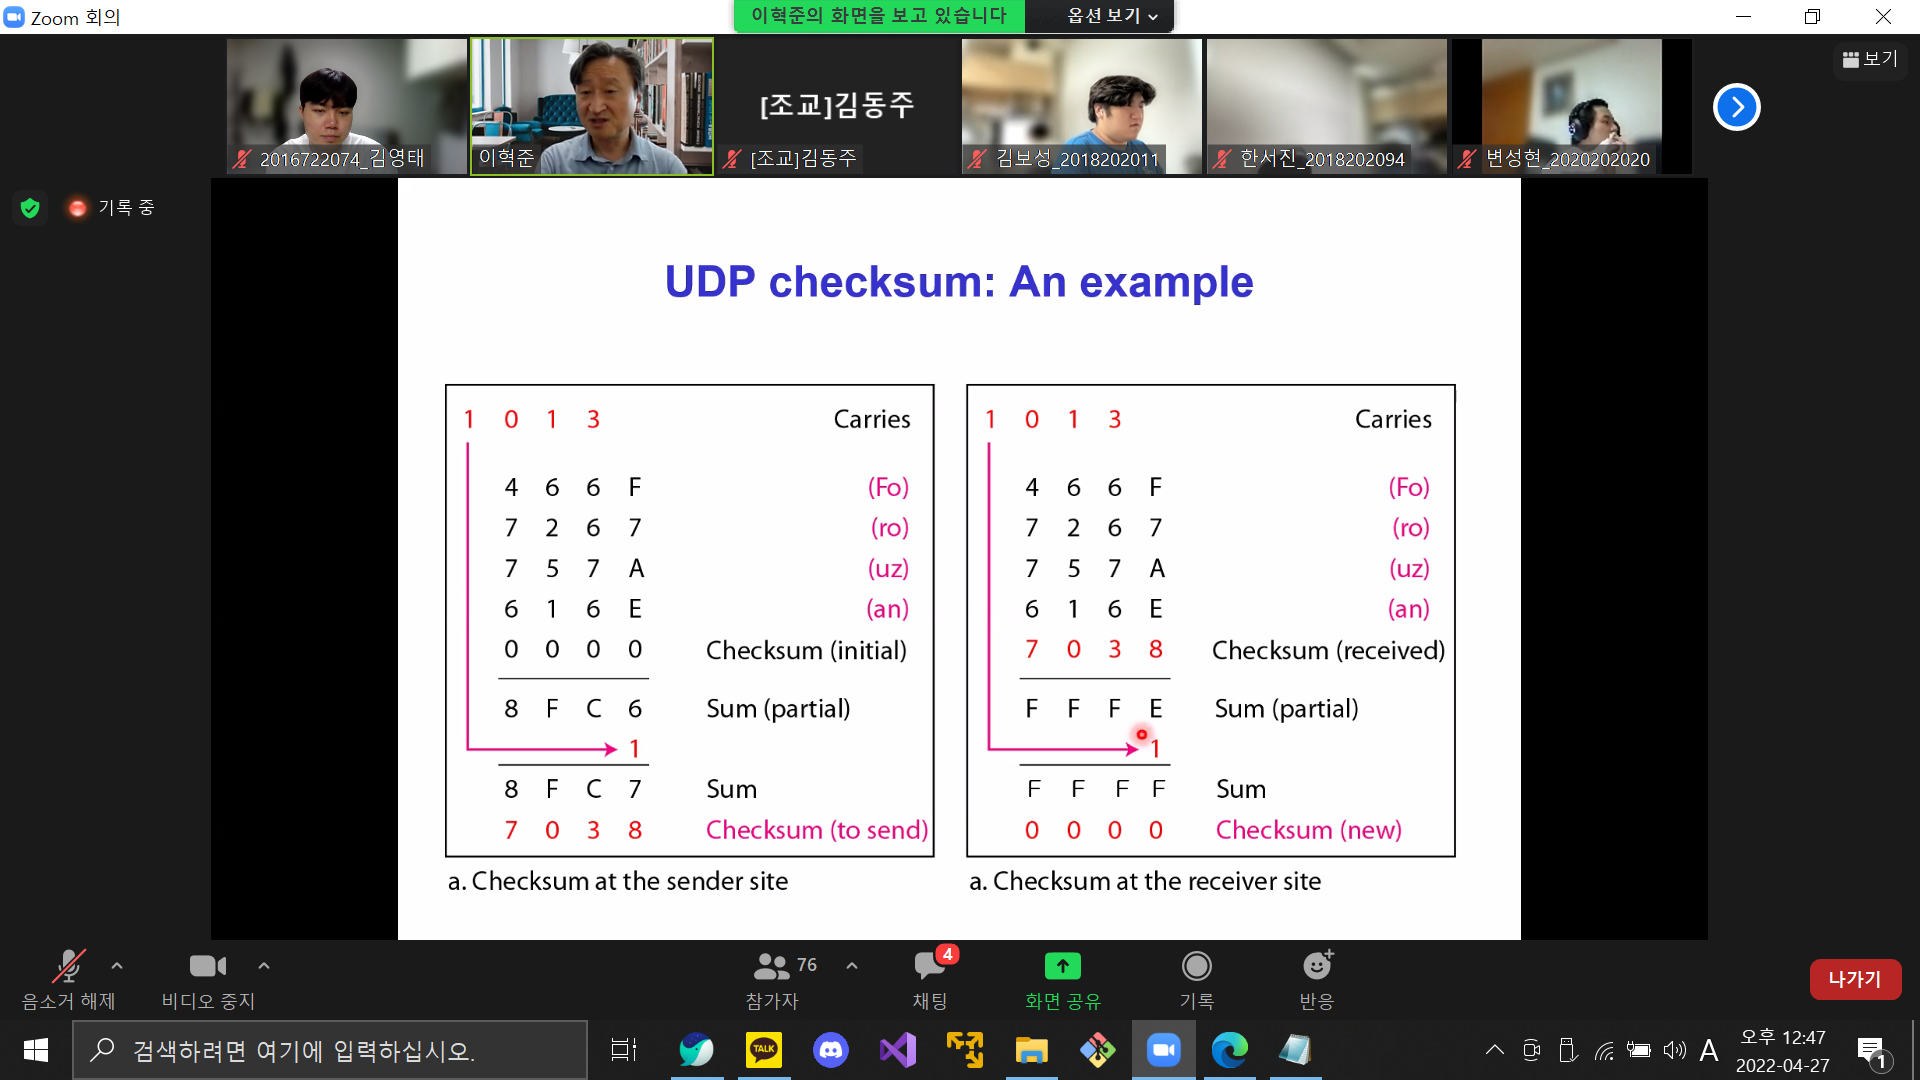 Zoom 회의
이혁준의 화면을 보고 있습니다
옵션 보기
보기
2016722074_김영태
이혁준
[조교]김동주
[조교]김동주
김보성_2018202011
한서진_2018202094
변성현_2020202020
기록 중
UDP checksum: An example
1 0 1 3 Carries
4 6 6 F (Fo)
7 2 6 7 (ro)
7 5 7 A (uz)
6 1 6 E (an)
0 0 0 0 Checksum (initial)
8 F C 6 Sum (partial)
1
8 F C 7 Sum
7 0 3 8 Checksum (to send)
a. Checksum at the sender site
1 0 1 3 Carries
4 6 6 F (Fo)
7 2 6 7 (ro)
7 5 7 A (uz)
6 1 6 E (an)
7 0 3 8 Checksum (received)
F F F E Sum (partial)
1
F F F F Sum
0 0 0 0 Checksum (new)
a. Checksum at the receiver site
음소거 해제
비디오 중지
76
참가자
4
채팅
화면 공유
기록
반응
나가기
검색하려면 여기에 입력하십시오.
TALK
A
오후 12:47
2022-04-27
1